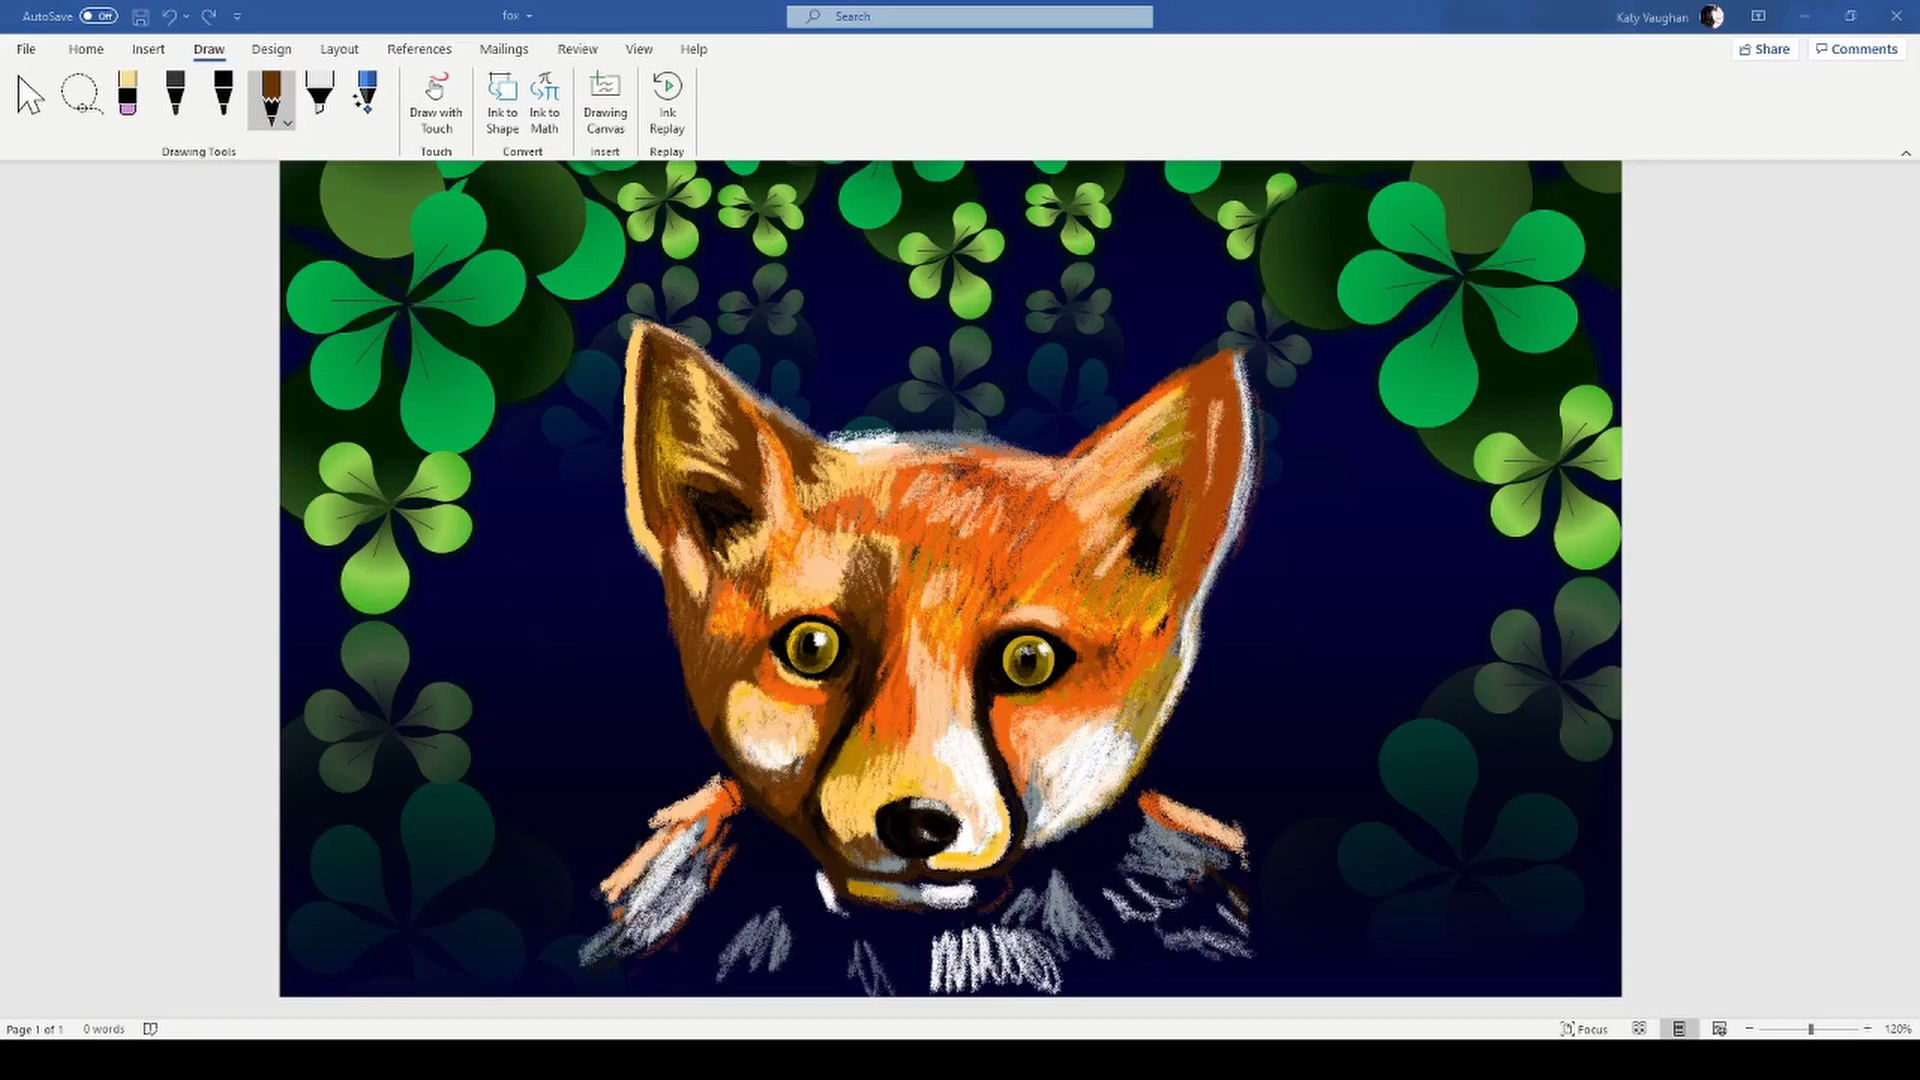 AutoSave Off
fox
Search
Katy Vaughan
File Home Insert Draw Design Layout References Mailings Review View Help
Share Comments
Draw with Touch
Ink to Shape
Ink to Math
Drawing Canvas
Ink Replay
Drawing Tools Touch Convert Insert Replay
Page 1 of 1 0 words
Focus 120%